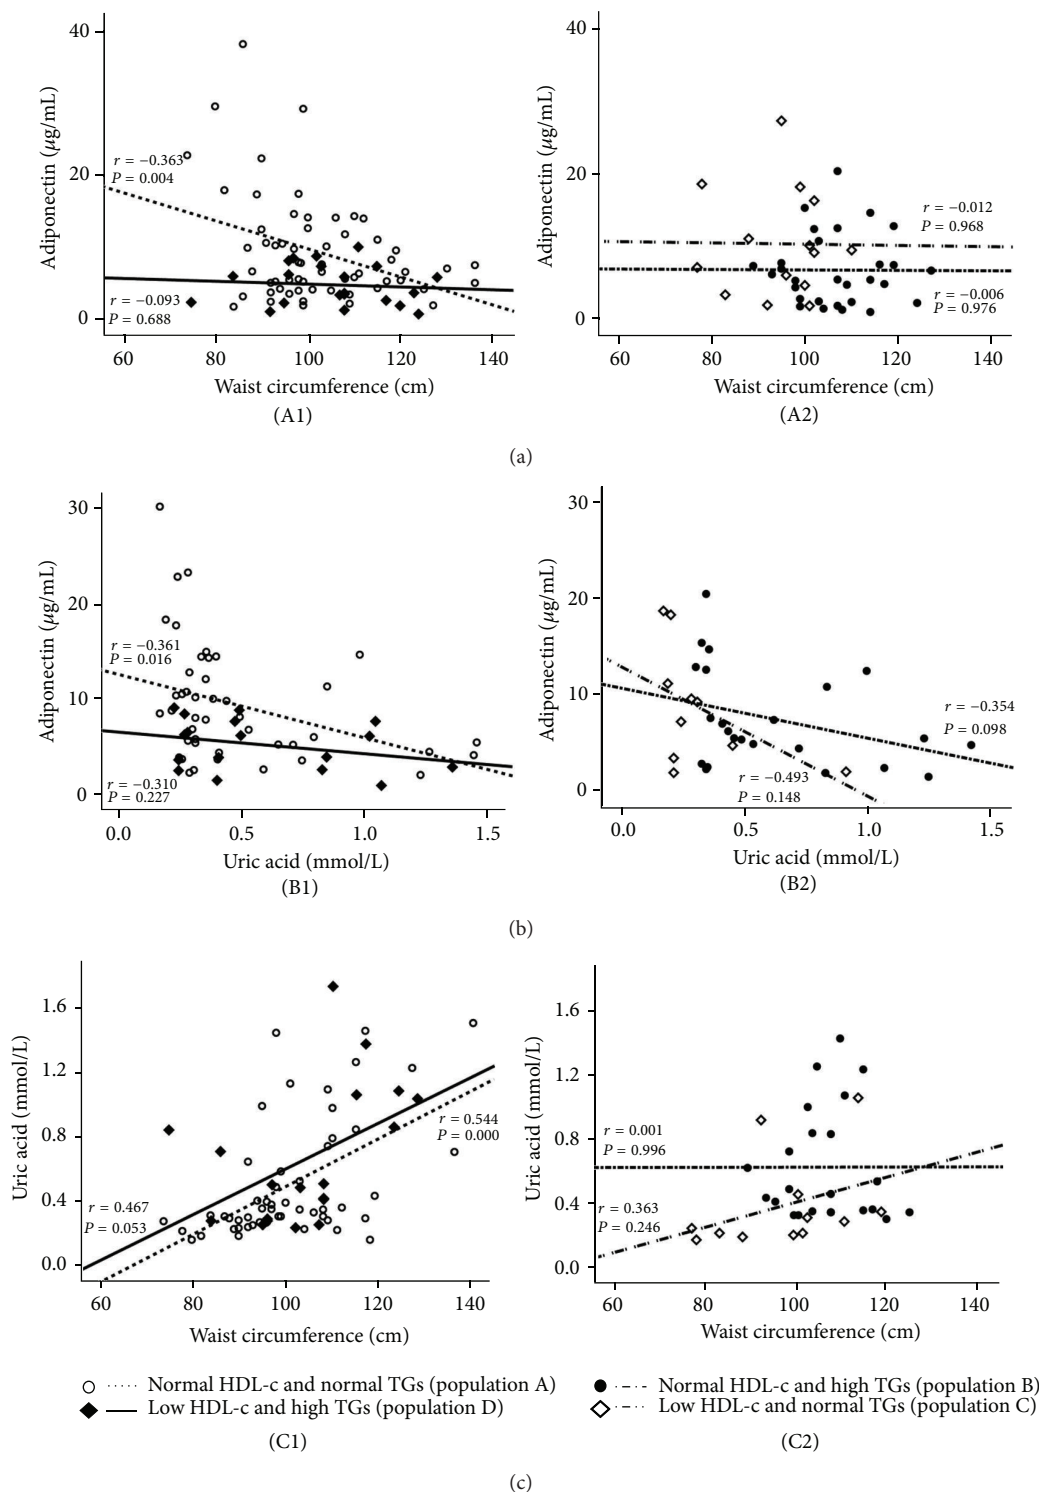 40
20
0
Adiponectin (μg/mL)
r = −0.363
P = 0.004
r = −0.093
P = 0.688
60 80 100 120 140
Waist circumference (cm)
(A1)
40
20
0
Adiponectin (μg/mL)
r = −0.012
P = 0.968
r = −0.006
P = 0.976
60 80 100 120 140
Waist circumference (cm)
(A2)
(a)
30
20
10
0
Adiponectin (μg/mL)
r = −0.361
P = 0.016
r = −0.310
P = 0.227
0.0 0.5 1.0 1.5
Uric acid (mmol/L)
(B1)
30
20
10
0
Adiponectin (μg/mL)
r = −0.354
P = 0.098
r = −0.493
P = 0.148
0.0 0.5 1.0 1.5
Uric acid (mmol/L)
(B2)
(b)
1.6
1.2
0.8
0.4
0.0
Uric acid (mmol/L)
r = 0.544
P = 0.000
r = 0.467
P = 0.053
60 80 100 120 140
Waist circumference (cm)
Normal HDL-c and normal TGs (population A)
Low HDL-c and high TGs (population D)
(C1)
1.6
1.2
0.8
0.4
0.0
Uric acid (mmol/L)
r = 0.001
P = 0.996
r = 0.363
P = 0.246
60 80 100 120 140
Waist circumference (cm)
Normal HDL-c and high TGs (population B)
Low HDL-c and normal TGs (population C)
(C2)
(c)